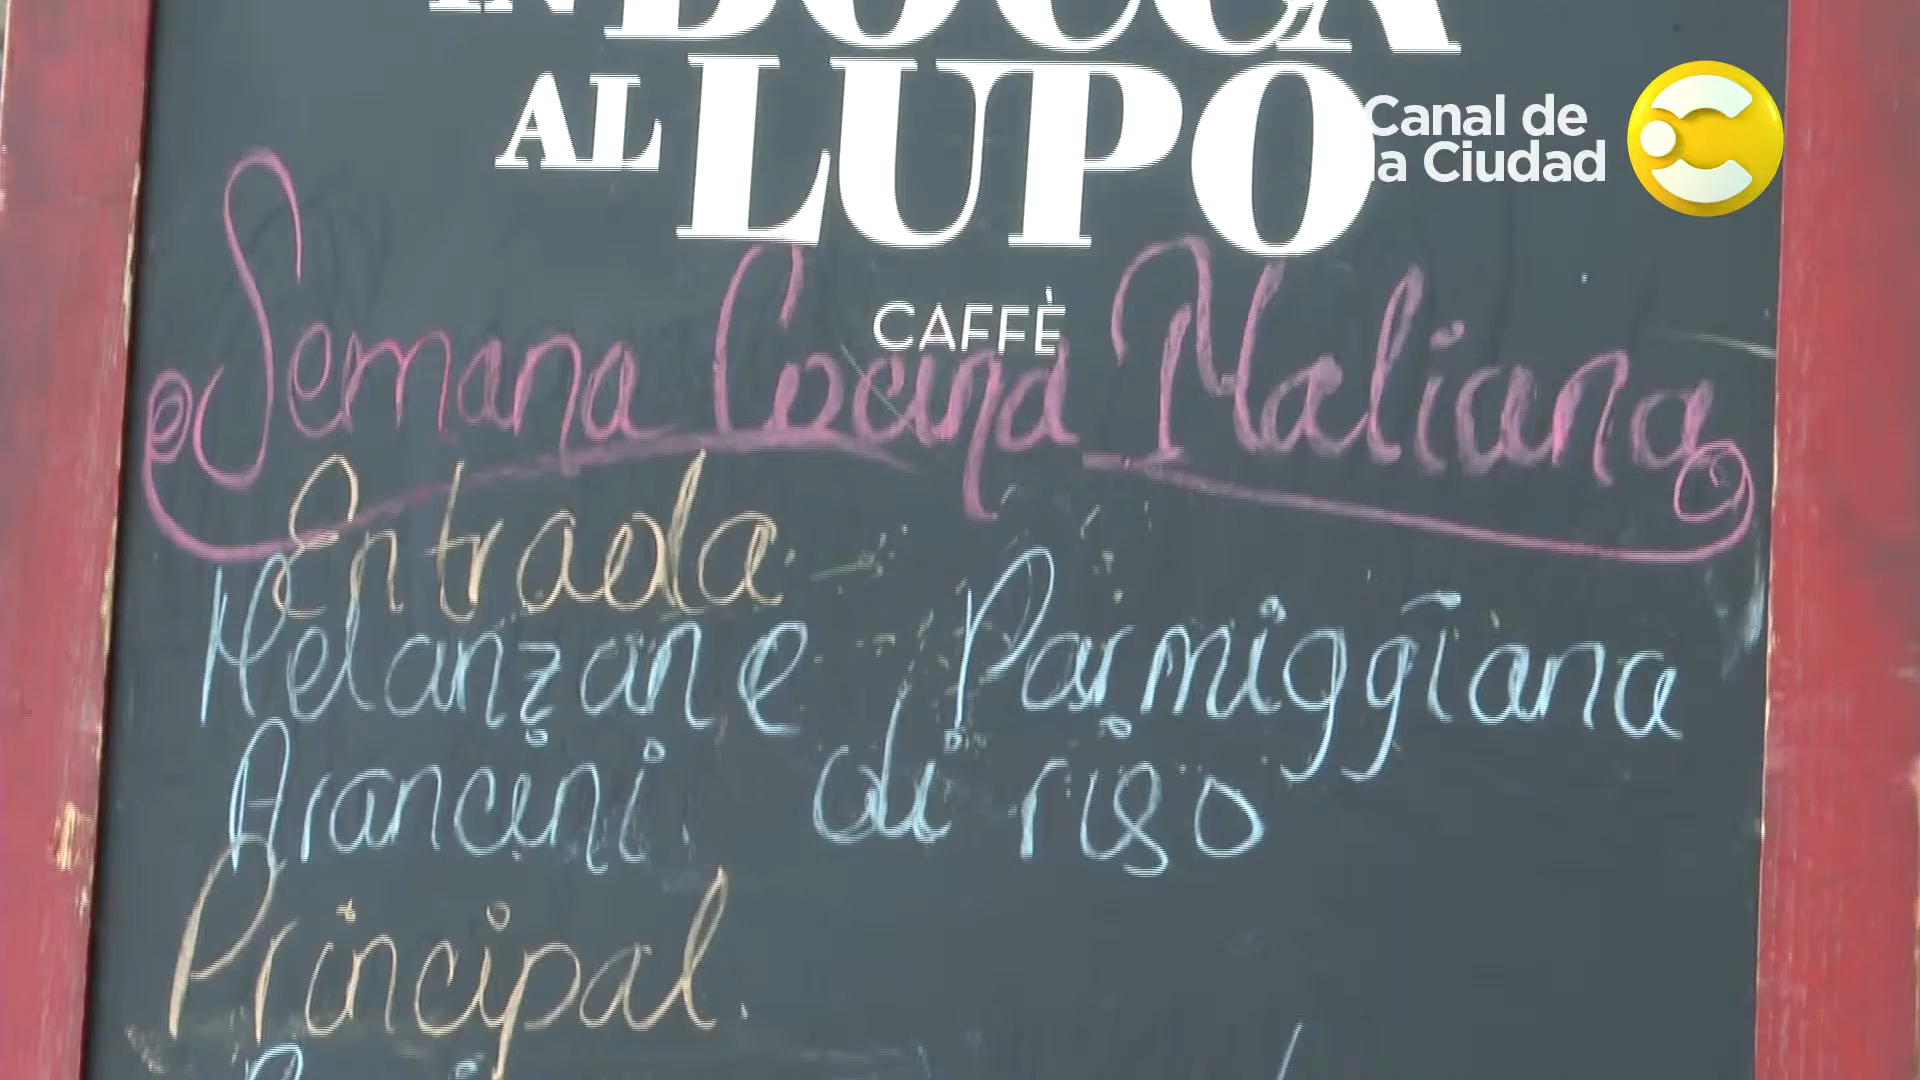 IN BOCCA
AL LUPO
CAFFÈ
Canal de
la Ciudad
Semana Cocina Italiana
Entrada
Melanzane Parmiggiana
Arancini di riso
Principal